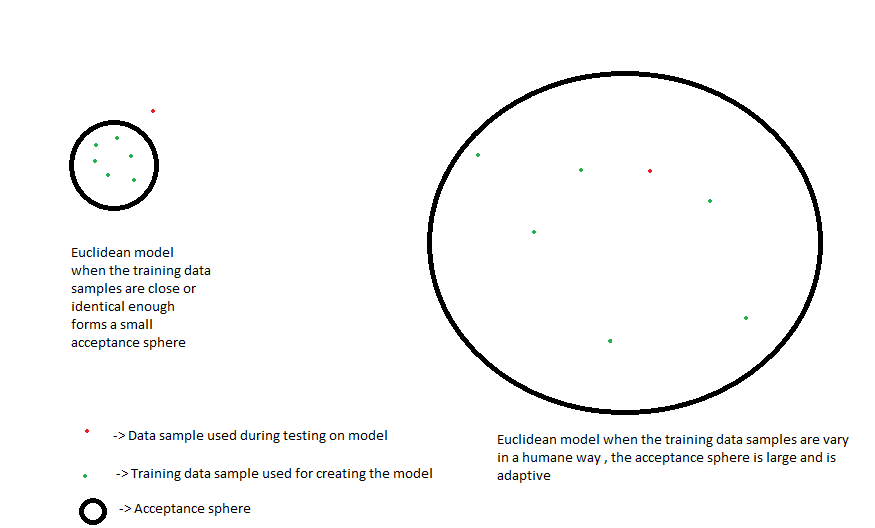 Euclidean model
when the training data
samples are close or
identical enough
forms a small
acceptance sphere
-> Data sample used during testing on model
-> Training data sample used for creating the model
-> Acceptance sphere
Euclidean model when the training data samples are vary
in a humane way , the acceptance sphere is large and is
adaptive